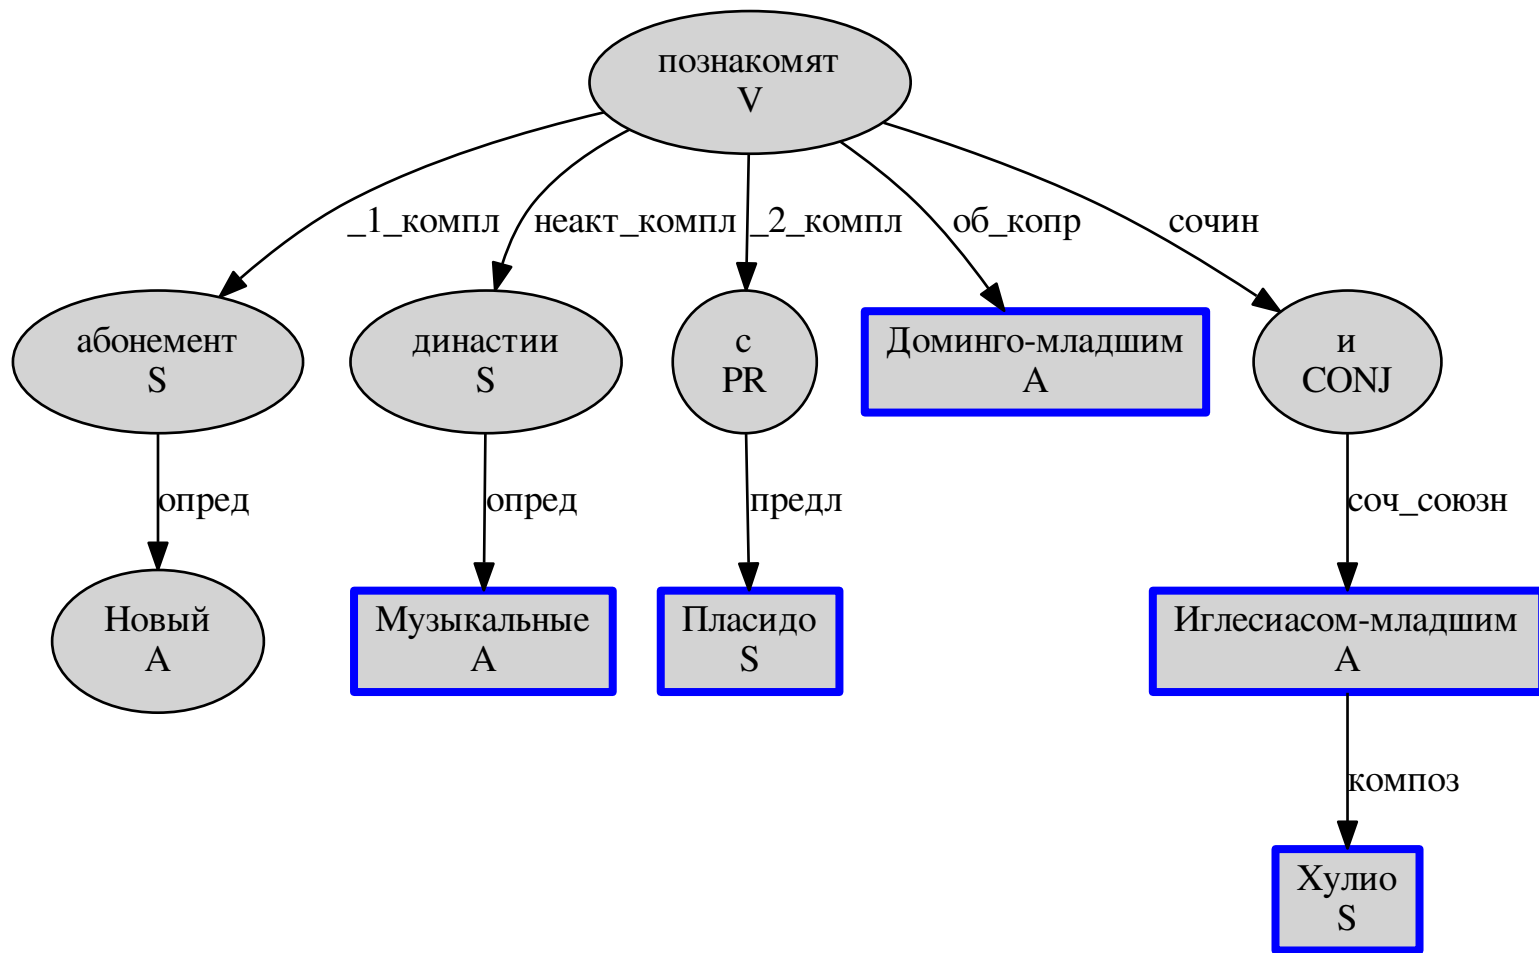 познакомят
V
_1_компл
неакт_компл
_2_компл
об_копр
сочин
абонемент
S
династии
S
с
PR
Доминго-младшим
A
и
CONJ
опред
опред
предл
соч_союзн
Новый
A
Музыкальные
A
Пласидо
S
Иглесиасом-младшим
A
композ
Хулио
S